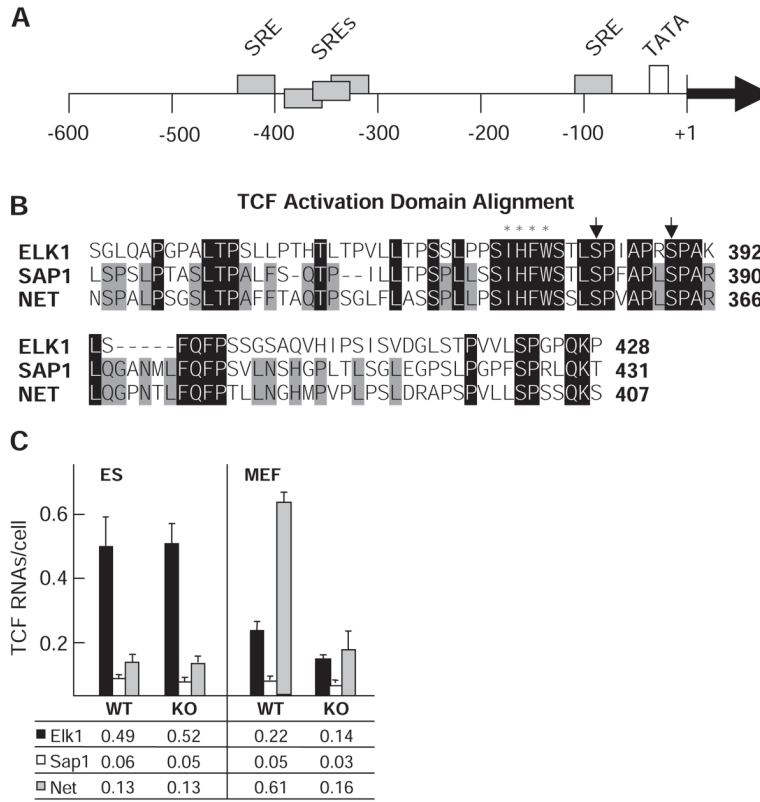 A
SRE SREs SRE TATA
-600 -500 -400 -300 -200 -100 +1
B
TCF Activation Domain Alignment
* * * *
ELK1 SGLQAPGPALTPSLLPTHTLTPVLLTPSSLPPSIHFWSTLSPIAPRSPAK 392
SAP1 LSPSLPTASLTPALFS-QTP--ILLTPSPLLPSIHFWSTLSPFAPLSPAR 390
NET NSPALPSGSLTPAFFTAQTPSGLFLASSPLLPSIHFWSSLSPVAPLSPAR 366
ELK1 LS-----FQFPSSGSAQVHIPSISVDGLSTPVVLSPGPQKP 428
SAP1 LQGANMLFQFPSVLNSHGPLTLSGLEGPSLPGPFSPRLQKT 431
NET LQGPNTLFQFPTLLNGHMPVPLPSLDRAPSPVLLSPSSQKS 407
C
ES MEF
TCF RNAs/cell
0.6
0.4
0.2
WT KO WT KO
Elk1 0.49 0.52 0.22 0.14
Sap1 0.06 0.05 0.05 0.03
Net 0.13 0.13 0.61 0.16